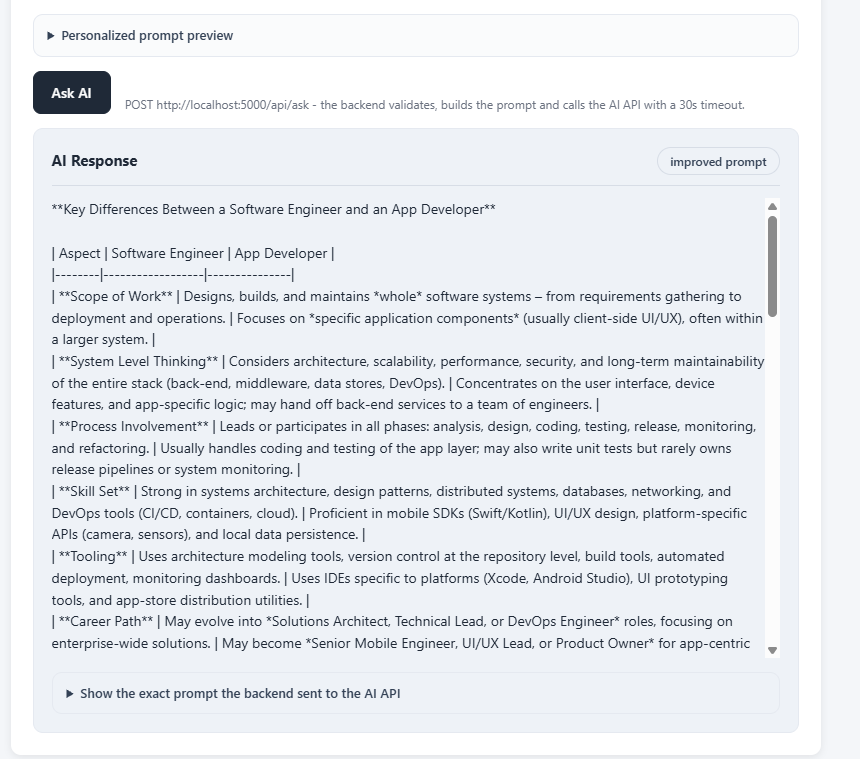 Personalized prompt preview
Ask AI
POST http://localhost:5000/api/ask - the backend validates, builds the prompt and calls the AI API with a 30s timeout.
AI Response
improved prompt
**Key Differences Between a Software Engineer and an App Developer**
| Aspect | Software Engineer | App Developer |
|--------|------------------|---------------|
| **Scope of Work** | Designs, builds, and maintains *whole* software systems – from requirements gathering to
deployment and operations. | Focuses on *specific application components* (usually client-side UI/UX), often within
a larger system. |
| **System Level Thinking** | Considers architecture, scalability, performance, security, and long-term maintainability
of the entire stack (back-end, middleware, data stores, DevOps). | Concentrates on the user interface, device
features, and app-specific logic; may hand off back-end services to a team of engineers. |
| **Process Involvement** | Leads or participates in all phases: analysis, design, coding, testing, release, monitoring,
and refactoring. | Usually handles coding and testing of the app layer; may also write unit tests but rarely owns
release pipelines or system monitoring. |
| **Skill Set** | Strong in systems architecture, design patterns, distributed systems, databases, networking, and
DevOps tools (CI/CD, containers, cloud). | Proficient in mobile SDKs (Swift/Kotlin), UI/UX design, platform-specific
APIs (camera, sensors), and local data persistence. |
| **Tooling** | Uses architecture modeling tools, version control at the repository level, build tools, automated
deployment, monitoring dashboards. | Uses IDEs specific to platforms (Xcode, Android Studio), UI prototyping
tools, and app-store distribution utilities. |
| **Career Path** | May evolve into *Solutions Architect, Technical Lead, or DevOps Engineer* roles, focusing on
enterprise-wide solutions. | May become *Senior Mobile Engineer, UI/UX Lead, or Product Owner* for app-centric
Show the exact prompt the backend sent to the AI API